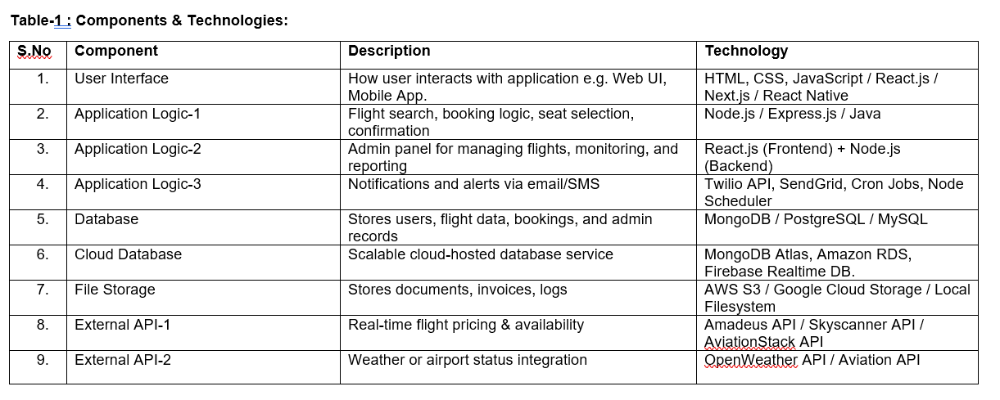 Table-1 : Components & Technologies:
S.No Component Description Technology
1. User Interface How user interacts with application e.g. Web UI, HTML, CSS, JavaScript / React.js /
Mobile App. Next.js / React Native
2. Application Logic-1 Flight search, booking logic, seat selection, Node.js / Express.js / Java
confirmation
3. Application Logic-2 Admin panel for managing flights, monitoring, and React.js (Frontend) + Node.js
reporting (Backend)
4. Application Logic-3 Notifications and alerts via email/SMS Twilio API, SendGrid, Cron Jobs, Node
Scheduler
5. Database Stores users, flight data, bookings, and admin MongoDB / PostgreSQL / MySQL
records
6. Cloud Database Scalable cloud-hosted database service MongoDB Atlas, Amazon RDS,
Firebase Realtime DB.
7. File Storage Stores documents, invoices, logs AWS S3 / Google Cloud Storage / Local
Filesystem
8. External API-1 Real-time flight pricing & availability Amadeus API / Skyscanner API /
AviationStack API
9. External API-2 Weather or airport status integration OpenWeather API / Aviation API